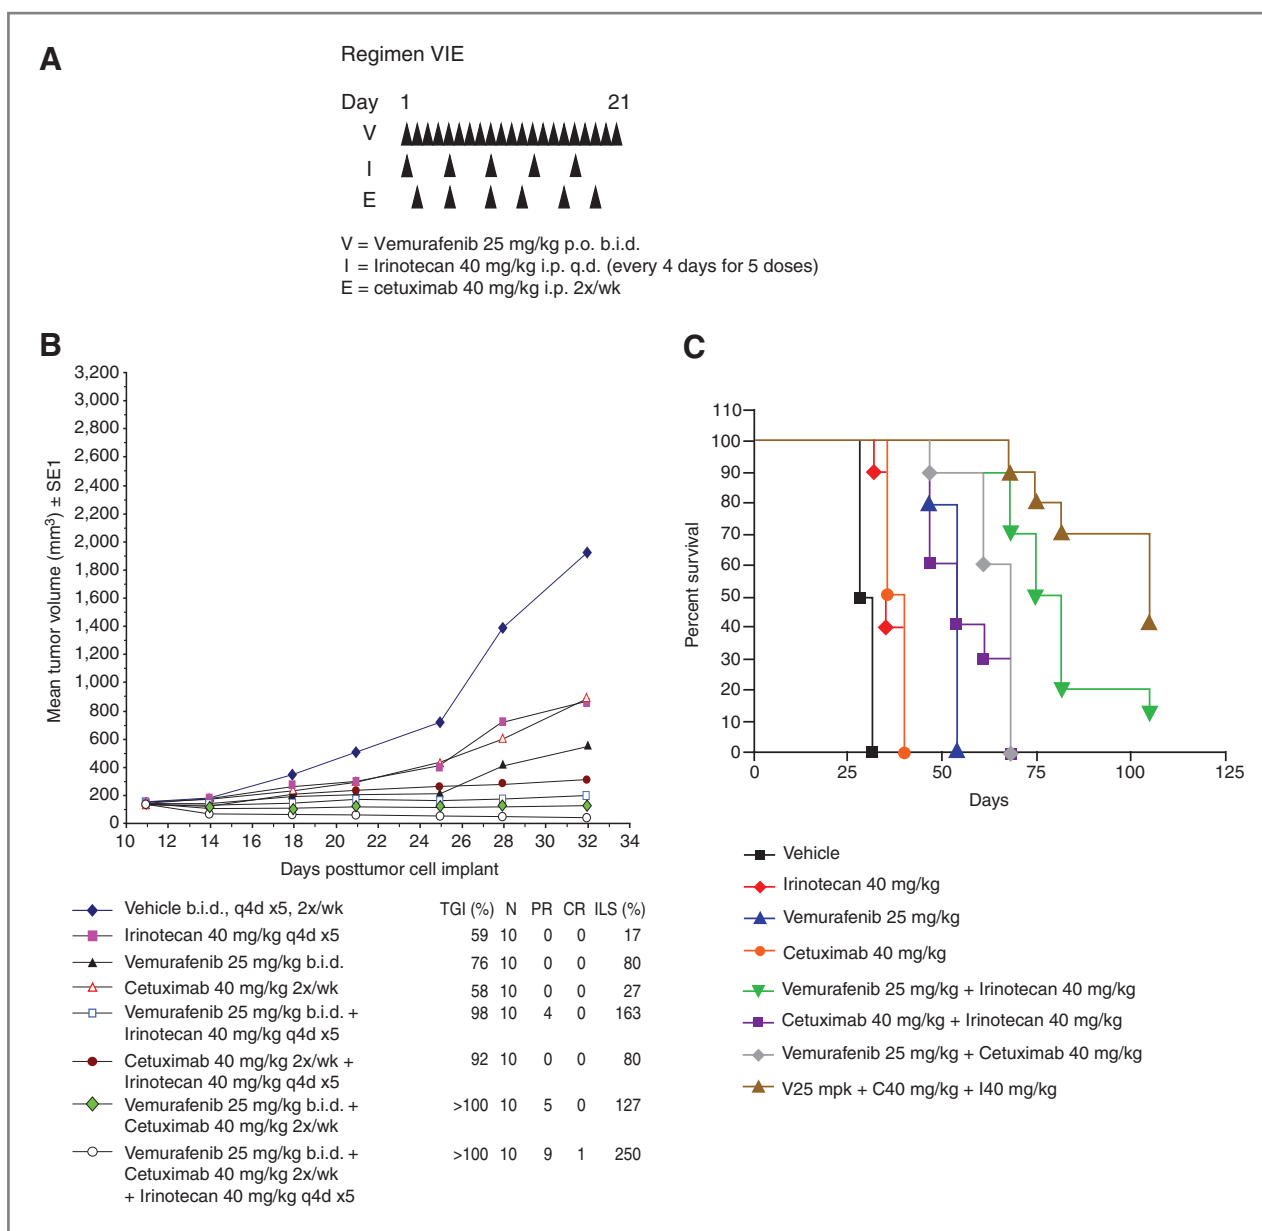 A
Regimen VIE
Day 1 21
V
I
E
V = Vemurafenib 25 mg/kg p.o. b.i.d.
I = Irinotecan 40 mg/kg i.p. q.d. (every 4 days for 5 doses)
E = cetuximab 40 mg/kg i.p. 2x/wk
B
3,200
3,000
2,800
2,600
2,400
2,200
2,000
1,800
1,600
1,400
1,200
1,000
800
600
400
200
0
Mean tumor volume (mm³) ± SE1
10 12 14 16 18 20 22 24 26 28 30 32 34
Days posttumor cell implant
TGI (%) N PR CR ILS (%)
Vehicle b.i.d., q4d x5, 2x/wk
Irinotecan 40 mg/kg q4d x5 59 10 0 0 17
Vemurafenib 25 mg/kg b.i.d. 76 10 0 0 80
Cetuximab 40 mg/kg 2x/wk 58 10 0 0 27
Vemurafenib 25 mg/kg b.i.d. + 98 10 4 0 163
Irinotecan 40 mg/kg q4d x5
Cetuximab 40 mg/kg 2x/wk + 92 10 0 0 80
Irinotecan 40 mg/kg q4d x5
Vemurafenib 25 mg/kg b.i.d. + >100 10 5 0 127
Cetuximab 40 mg/kg 2x/wk
Vemurafenib 25 mg/kg b.i.d. + >100 10 9 1 250
Cetuximab 40 mg/kg 2x/wk
+ Irinotecan 40 mg/kg q4d x5
C
110
100
90
80
70
60
50
40
30
20
10
0
Percent survival
0 25 50 75 100 125
Days
Vehicle
Irinotecan 40 mg/kg
Vemurafenib 25 mg/kg
Cetuximab 40 mg/kg
Vemurafenib 25 mg/kg + Irinotecan 40 mg/kg
Cetuximab 40 mg/kg + Irinotecan 40 mg/kg
Vemurafenib 25 mg/kg + Cetuximab 40 mg/kg
V25 mpk + C40 mg/kg + I40 mg/kg